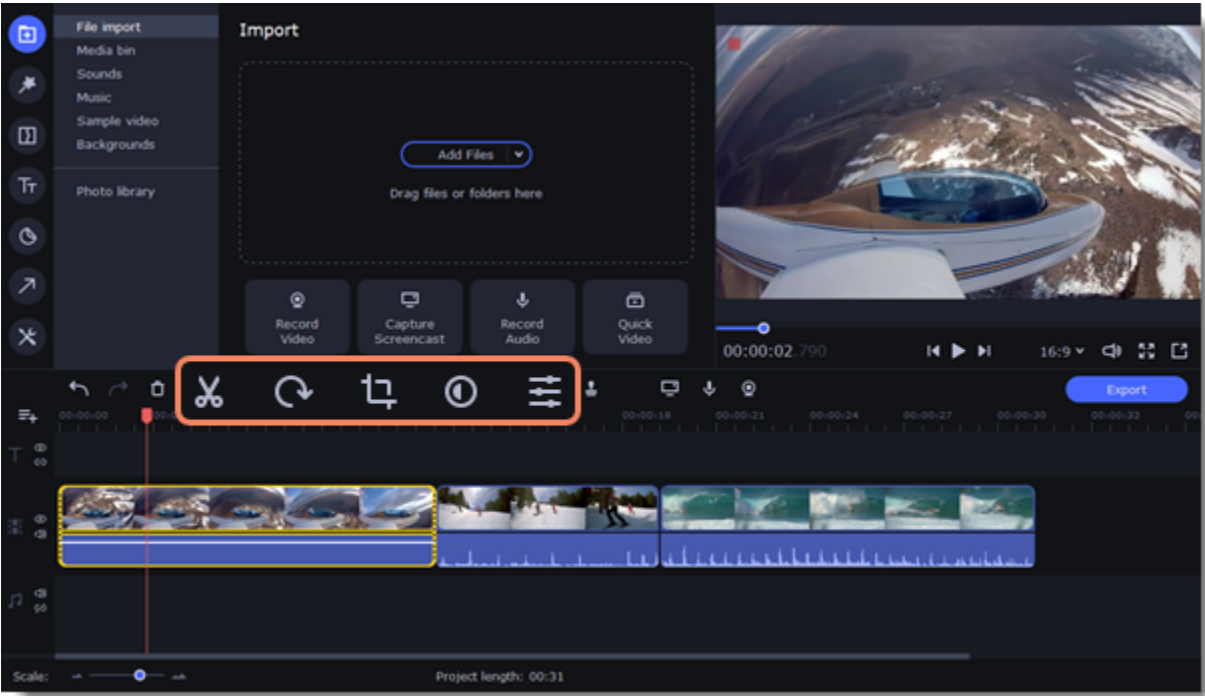 File import
Media bin
Sounds
Music
Sample video
Backgrounds
Photo library
Import
Add Files
Drag files or folders here
Record
Video
Capture
Screencast
Record
Audio
Quick
Video
00:00:02.790
16:9
Export
00:00:00
00:00:18
00:00:21
00:00:24
00:00:27
00:00:30
00:00:33
Scale:
Project length: 00:31